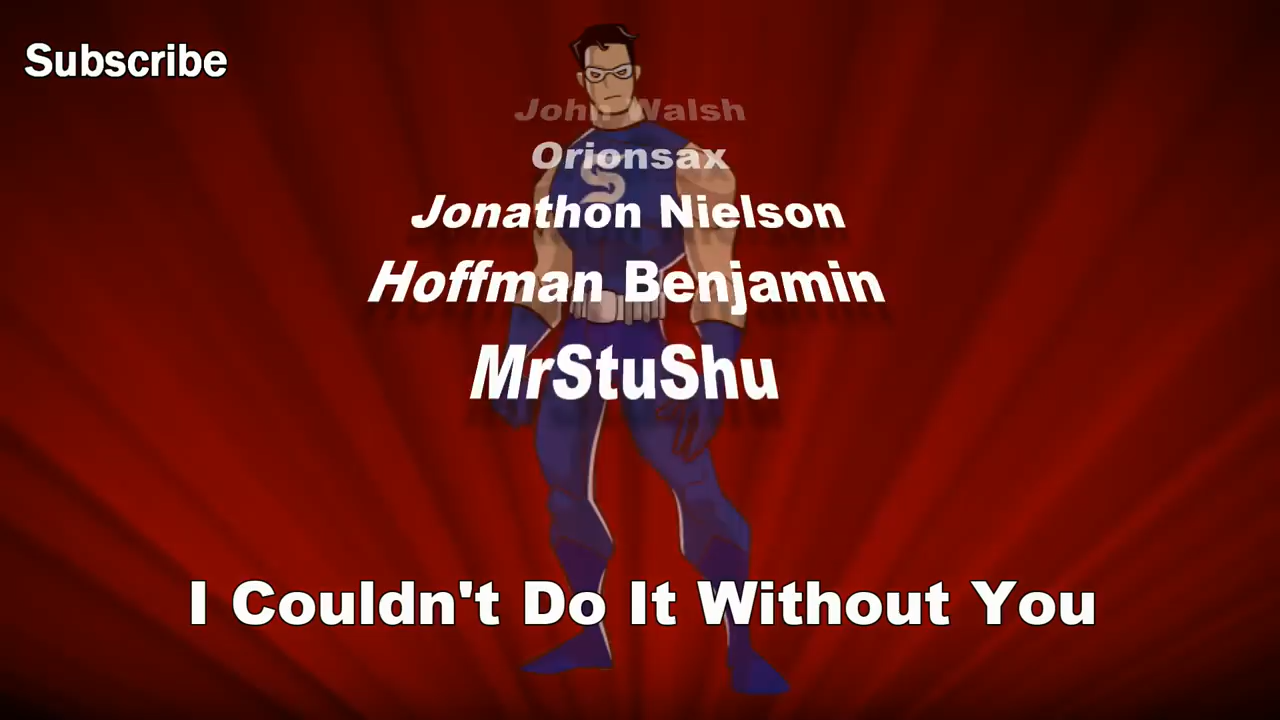 Subscribe
John Walsh
Orionsax
S
Jonathon Nielson
Hoffman Benjamin
MrStuShu
I Couldn't Do It Without You